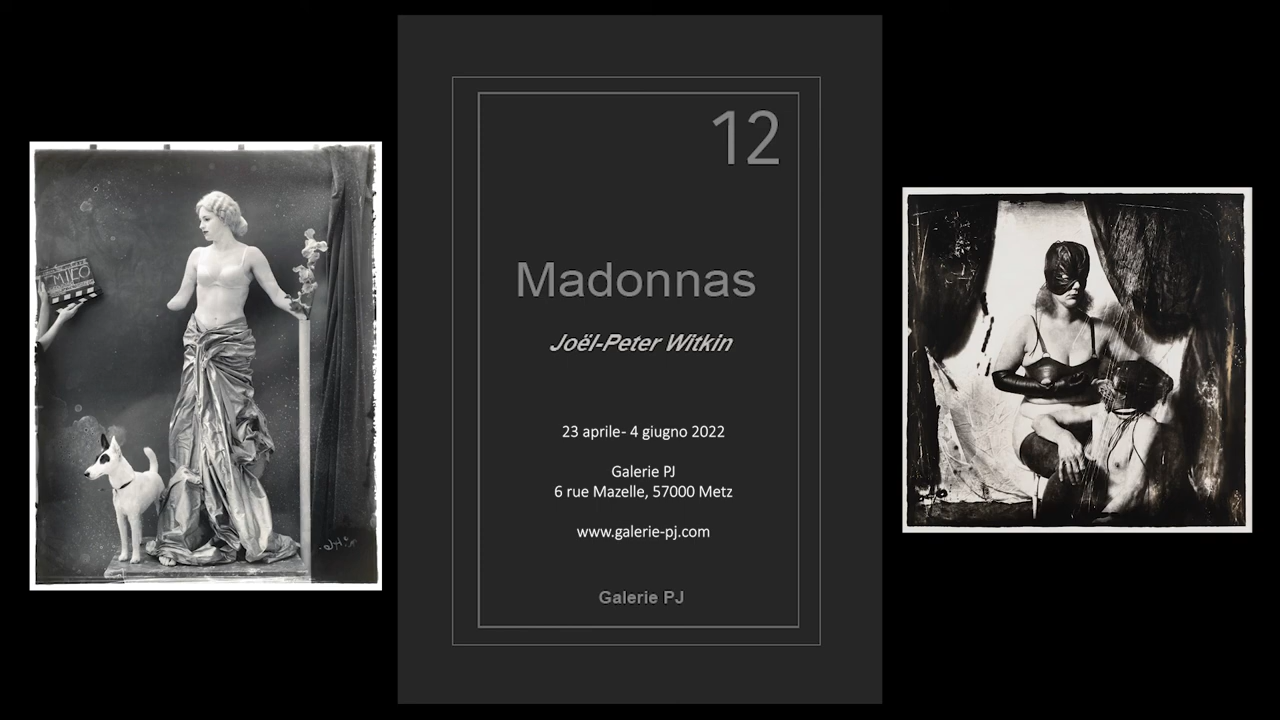 12
Madonnas
Joël-Peter Witkin
23 aprile- 4 giugno 2022
Galerie PJ
6 rue Mazelle, 57000 Metz
www.galerie-pj.com
Galerie PJ